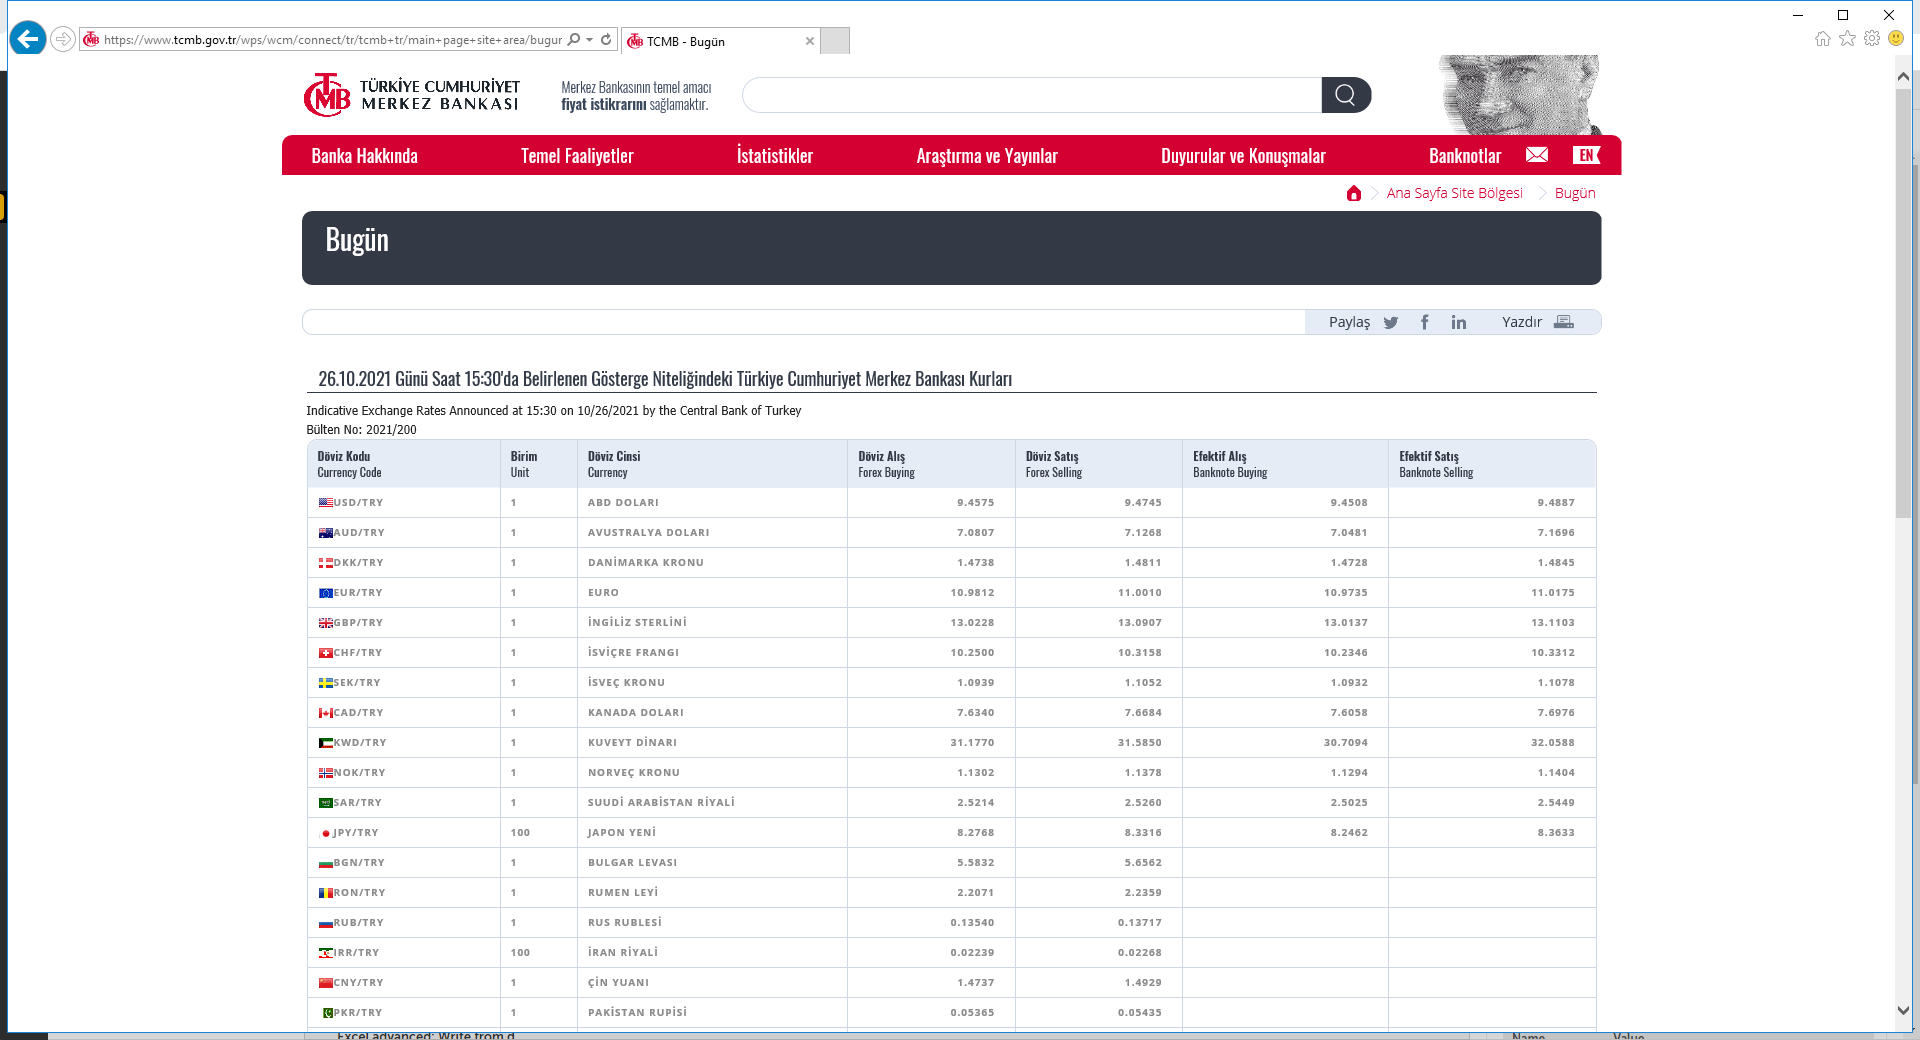 https://www.tcmb.gov.tr/wps/wcm/connect/tr/tcmb+tr/main+page+site+area/bugur
TCMB - Bugün
TÜRKİYE CUMHURİYET
MERKEZ BANKASI
Merkez Bankasının temel amacı
fiyat istikrarını sağlamaktır.
Banka Hakkında Temel Faaliyetler İstatistikler Araştırma ve Yayınlar Duyurular ve Konuşmalar Banknotlar EN
Ana Sayfa Site Bölgesi Bugün
Bugün
Paylaş Yazdır
26.10.2021 Günü Saat 15:30'da Belirlenen Gösterge Niteliğindeki Türkiye Cumhuriyet Merkez Bankası Kurları
Indicative Exchange Rates Announced at 15:30 on 10/26/2021 by the Central Bank of Turkey
Bülten No: 2021/200
Döviz Kodu Birim Döviz Cinsi Döviz Alış Döviz Satış Efektif Alış Efektif Satış
Currency Code Unit Currency Forex Buying Forex Selling Banknote Buying Banknote Selling
USD/TRY 1 ABD DOLARI 9.4575 9.4745 9.4508 9.4887
AUD/TRY 1 AVUSTRALYA DOLARI 7.0807 7.1268 7.0481 7.1696
DKK/TRY 1 DANİMARKA KRONU 1.4738 1.4811 1.4728 1.4845
EUR/TRY 1 EURO 10.9812 11.0010 10.9735 11.0175
GBP/TRY 1 İNGİLİZ STERLİNİ 13.0228 13.0907 13.0137 13.1103
CHF/TRY 1 İSVİÇRE FRANGI 10.2500 10.3158 10.2346 10.3312
SEK/TRY 1 İSVEÇ KRONU 1.0939 1.1052 1.0932 1.1078
CAD/TRY 1 KANADA DOLARI 7.6340 7.6684 7.6058 7.6976
KWD/TRY 1 KUVEYT DİNARI 31.1770 31.5850 30.7094 32.0588
NOK/TRY 1 NORVEÇ KRONU 1.1302 1.1378 1.1294 1.1404
SAR/TRY 1 SUUDİ ARABİSTAN RİYALİ 2.5214 2.5260 2.5025 2.5449
JPY/TRY 100 JAPON YENİ 8.2768 8.3316 8.2462 8.3633
BGN/TRY 1 BULGAR LEVASI 5.5832 5.6562
RON/TRY 1 RUMEN LEYİ 2.2071 2.2359
RUB/TRY 1 RUS RUBLESİ 0.13540 0.13717
IRR/TRY 100 İRAN RİYALİ 0.02239 0.02268
CNY/TRY 1 ÇİN YUANI 1.4737 1.4929
PKR/TRY 1 PAKİSTAN RUPİSİ 0.05365 0.05435
Excel advanced: Write from d Name Value